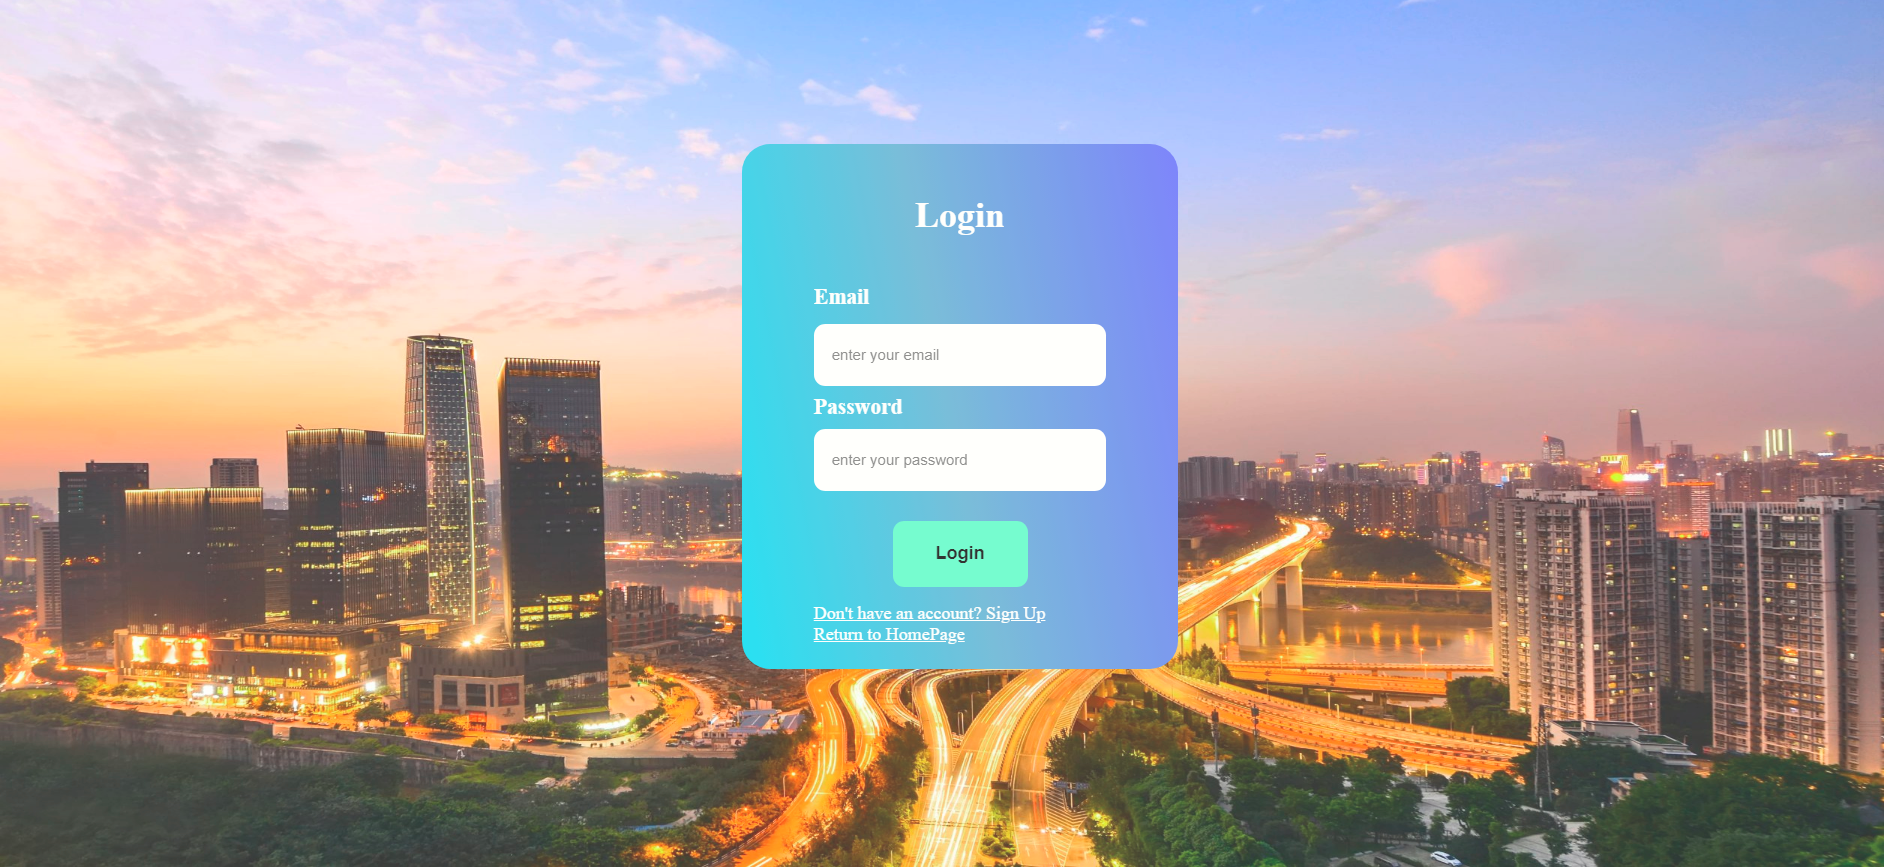 Login
Email
enter your email
Password
enter your password
Login
Don't have an account? Sign Up
Return to HomePage